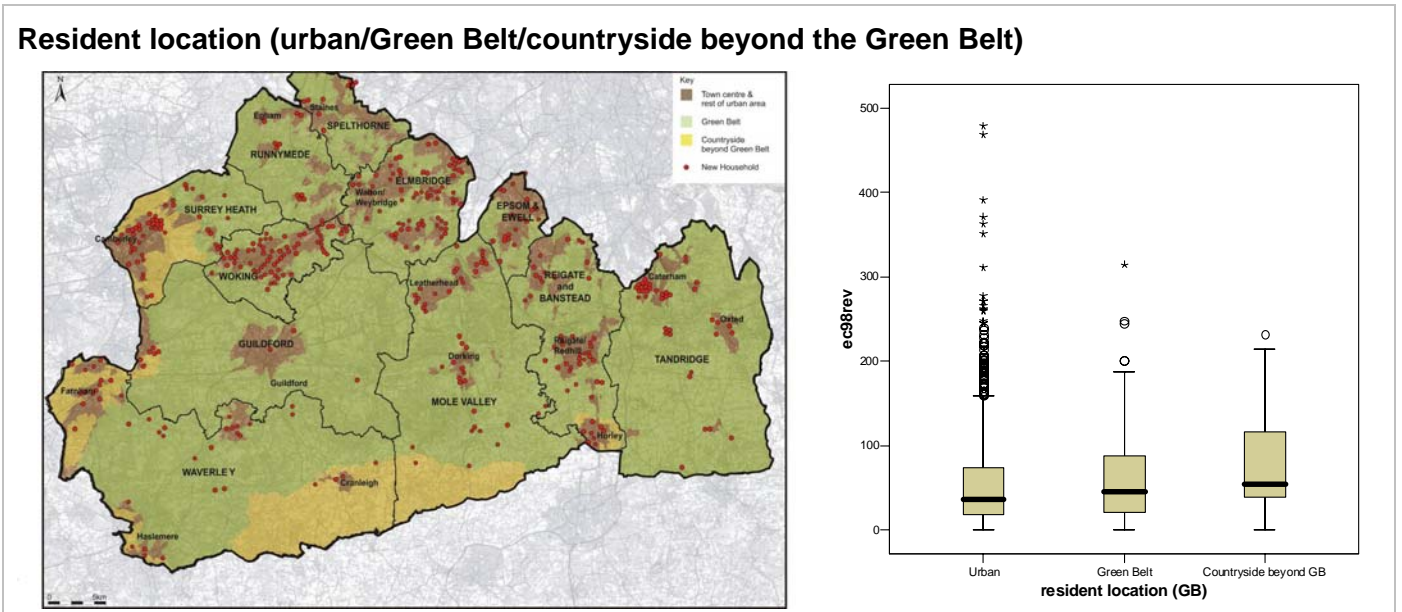 Resident location (urban/Green Belt/countryside beyond the Green Belt)
N
Key
Town centre &
rest of urban area
Green Belt
Countryside
beyond Green Belt
New Household
Staines
Egham
SPELTHORNE
RUNNYMEDE
ELMBRIDGE
Walton/
Weybridge
SURREY HEATH
EPSOM &
EWELL
Camberley
WOKING
Leatherhead
REIGATE
and
BANSTEAD
Caterham
Oxted
GUILDFORD
Dorking
Reigate/
Redhill
TANDRIDGE
Guildford
Farnham
MOLE VALLEY
Horley
WAVERLEY
Cranleigh
Haslemere
0 5km
500
400
300
200
100
0
ec98rev
Urban
Green Belt
Countryside beyond GB
resident location (GB)